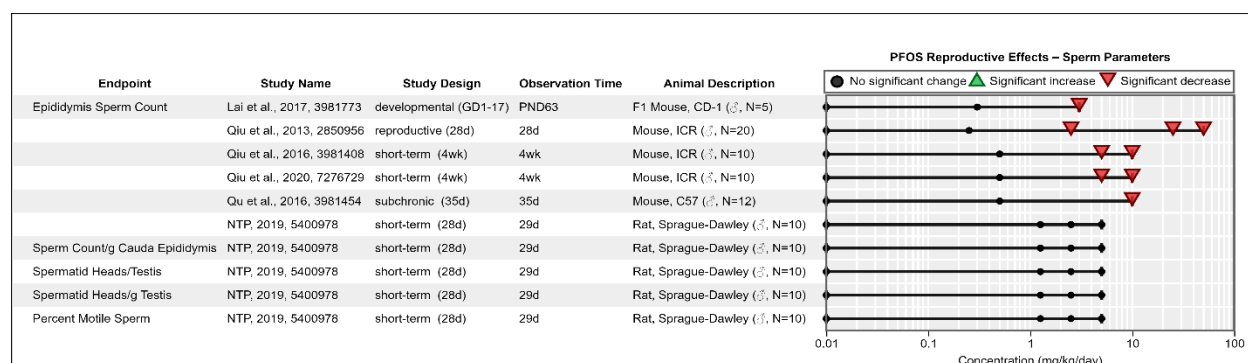 PFOS Reproductive Effects – Sperm Parameters
Endpoint Study Name Study Design Observation Time Animal Description
No significant change Significant increase Significant decrease
Epididymis Sperm Count Lai et al., 2017, 3981773 developmental (GD1-17) PND63 F1 Mouse, CD-1 (♂, N=5)
Qiu et al., 2013, 2850956 reproductive (28d) 28d Mouse, ICR (♂, N=20)
Qiu et al., 2016, 3981408 short-term (4wk) 4wk Mouse, ICR (♂, N=10)
Qiu et al., 2020, 7276729 short-term (4wk) 4wk Mouse, ICR (♂, N=10)
Qu et al., 2016, 3981454 subchronic (35d) 35d Mouse, C57 (♂, N=12)
NTP, 2019, 5400978 short-term (28d) 29d Rat, Sprague-Dawley (♂, N=10)
Sperm Count/g Cauda Epididymis NTP, 2019, 5400978 short-term (28d) 29d Rat, Sprague-Dawley (♂, N=10)
Spermatid Heads/Testis NTP, 2019, 5400978 short-term (28d) 29d Rat, Sprague-Dawley (♂, N=10)
Spermatid Heads/g Testis NTP, 2019, 5400978 short-term (28d) 29d Rat, Sprague-Dawley (♂, N=10)
Percent Motile Sperm NTP, 2019, 5400978 short-term (28d) 29d Rat, Sprague-Dawley (♂, N=10)
0.01 0.1 1 10 100
Concentration (mg/kg/day)